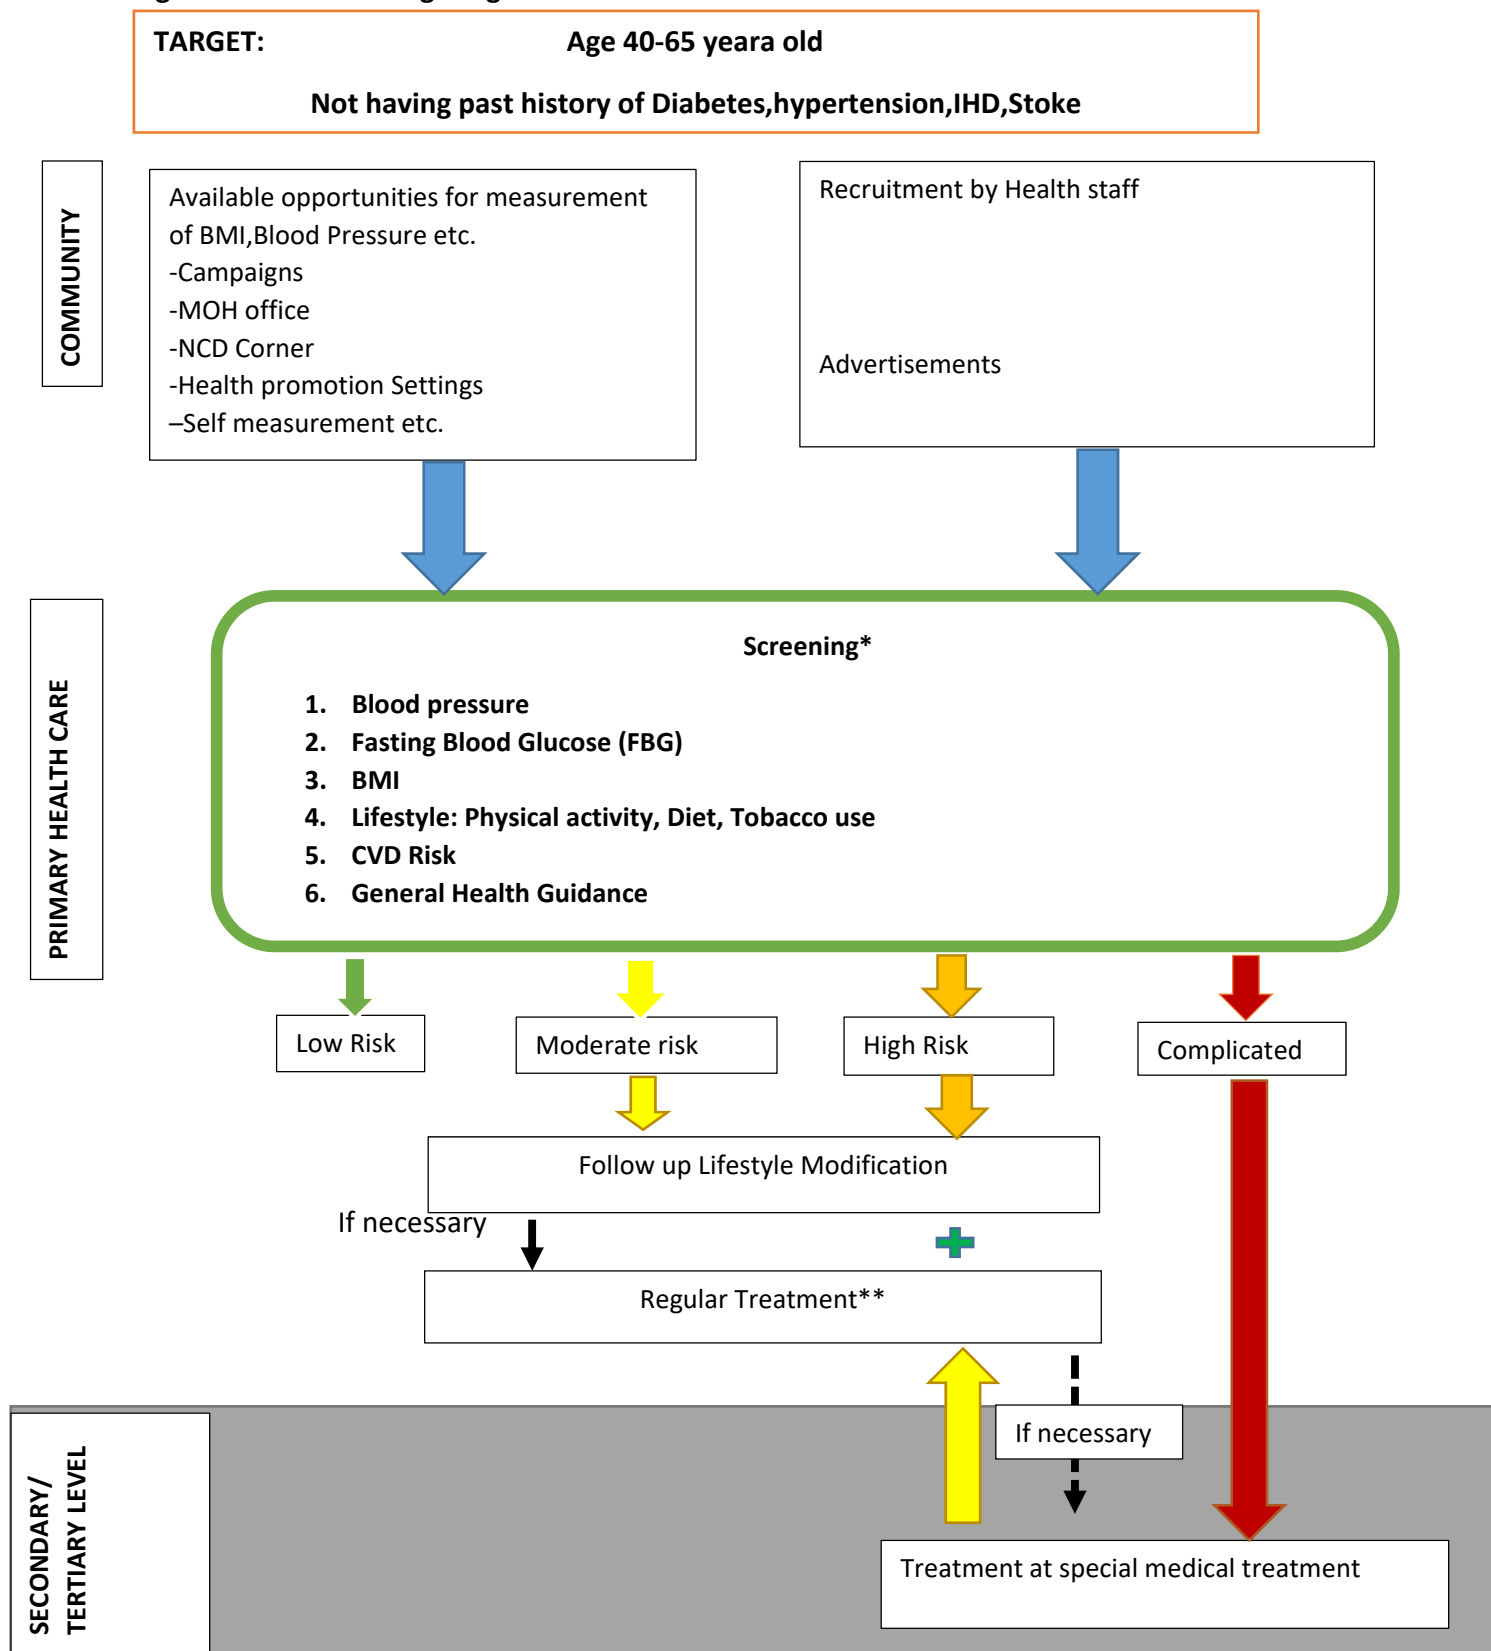 TARGET: Age 40-65 yeara old
Not having past history of Diabetes,hypertension,IHD,Stoke
COMMUNITY
Available opportunities for measurement
of BMI,Blood Pressure etc.
-Campaigns
-MOH office
-NCD Corner
-Health promotion Settings
–Self measurement etc.
Recruitment by Health staff
Advertisements
PRIMARY HEALTH CARE
Screening*
1. Blood pressure
2. Fasting Blood Glucose (FBG)
3. BMI
4. Lifestyle: Physical activity, Diet, Tobacco use
5. CVD Risk
6. General Health Guidance
Low Risk
Moderate risk
High Risk
Complicated
Follow up Lifestyle Modification
If necessary
Regular Treatment**
If necessary
SECONDARY/
TERTIARY LEVEL
Treatment at special medical treatment